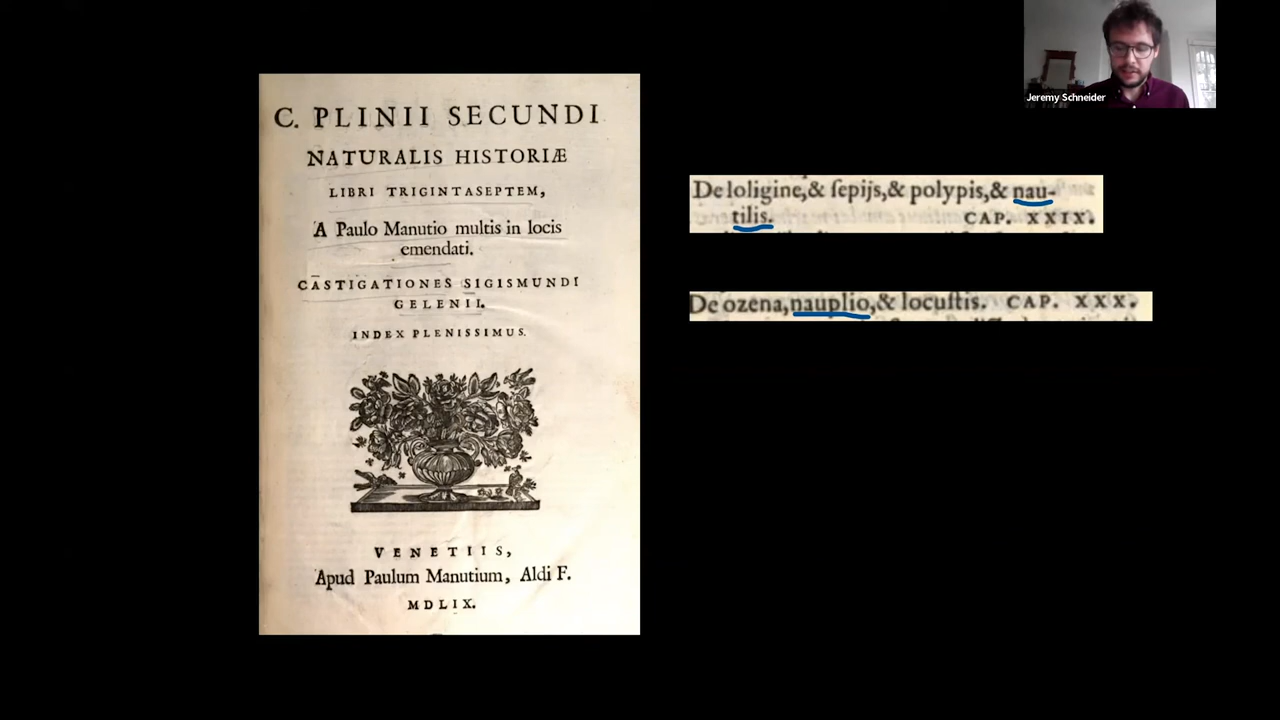 C. PLINII SECUNDI
NATURALIS HISTORIÆ
LIBRI TRIGINTASEPTEM,
A Paulo Manutio multis in locis
emendati.
CASTIGATIONES SIGISMUNDI
GELENII.
INDEX PLENISSIMUS.
VENETIIS,
Apud Paulum Manutium, Aldi F.
MDLIX.
Jeremy Schneider
De loligine,& ſepijs,& polypis,& nau-
tilis. CAP. XXIX.
De ozena,nauplio,& locuſtis. CAP. XXX.